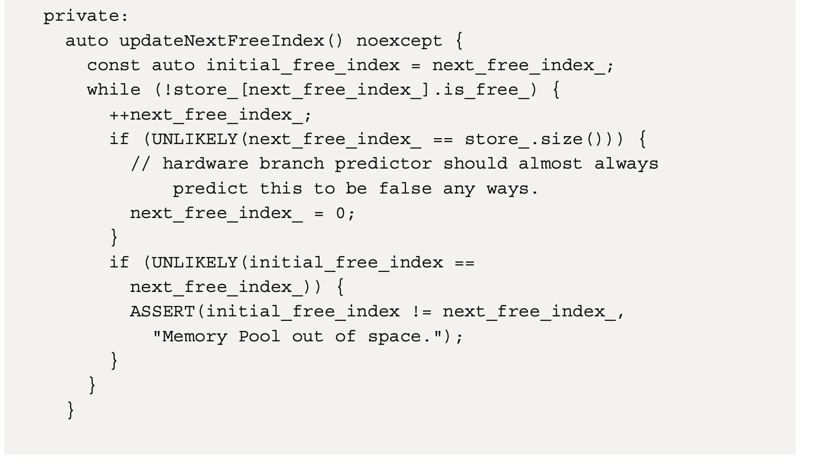 private:
auto updateNextFreeIndex() noexcept {
const auto initial_free_index = next_free_index_;
while (!store_[next_free_index_].is_free_) {
++next_free_index_;
if (UNLIKELY(next_free_index_ == store_.size())) {
// hardware branch predictor should almost always
predict this to be false any ways.
next_free_index_ = 0;
}
if (UNLIKELY(initial_free_index ==
next_free_index_)) {
ASSERT(initial_free_index != next_free_index_,
"Memory Pool out of space.");
}
}
}